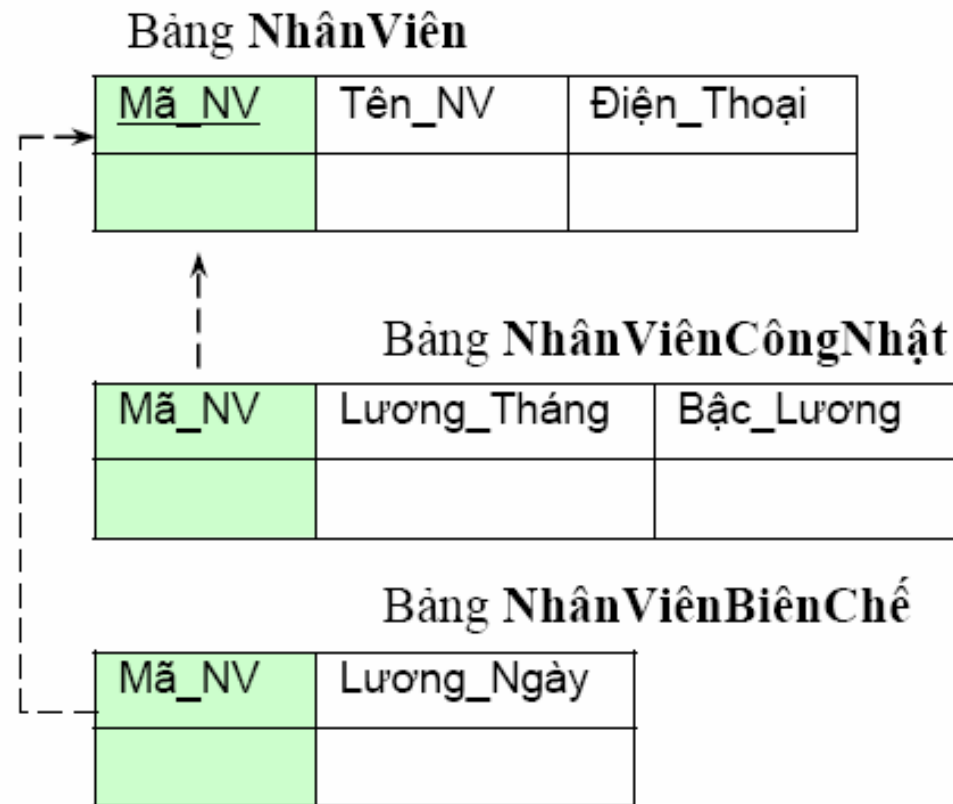 Bảng NhânViên
Mã_NV Tên_NV Điện_Thoại
Bảng NhânViênCôngNhật
Mã_NV Lương_Tháng Bậc_Lương
Bảng NhânViênBiênChế
Mã_NV Lương_Ngày